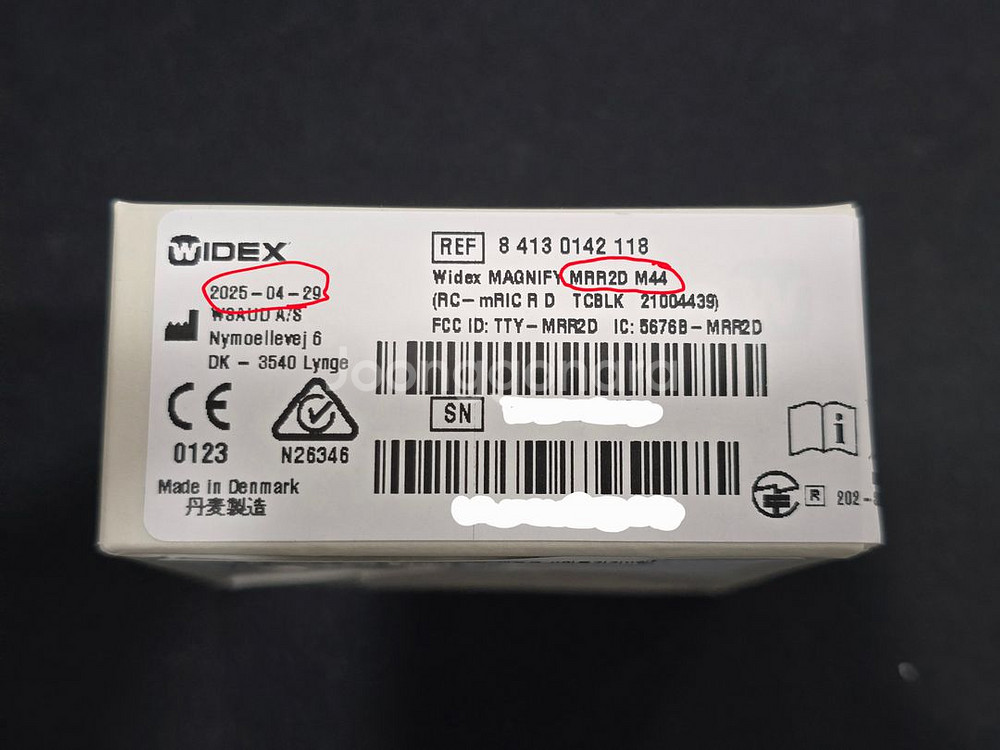 WIDEX
2025-04-29
WSAUD A/S
Nymoellevej 6
DK - 3540 Lynge
CE
0123
N26346
Made in Denmark
丹麦製造
REF 8 413 0142 118
Widex MAGNIFY MRR2D M44
(RC-mRIC R D TCBLK 21004439)
FCC ID: TTY-MRR2D IC: 5676B-MRR2D
Joongonara
SN
i
R 202-